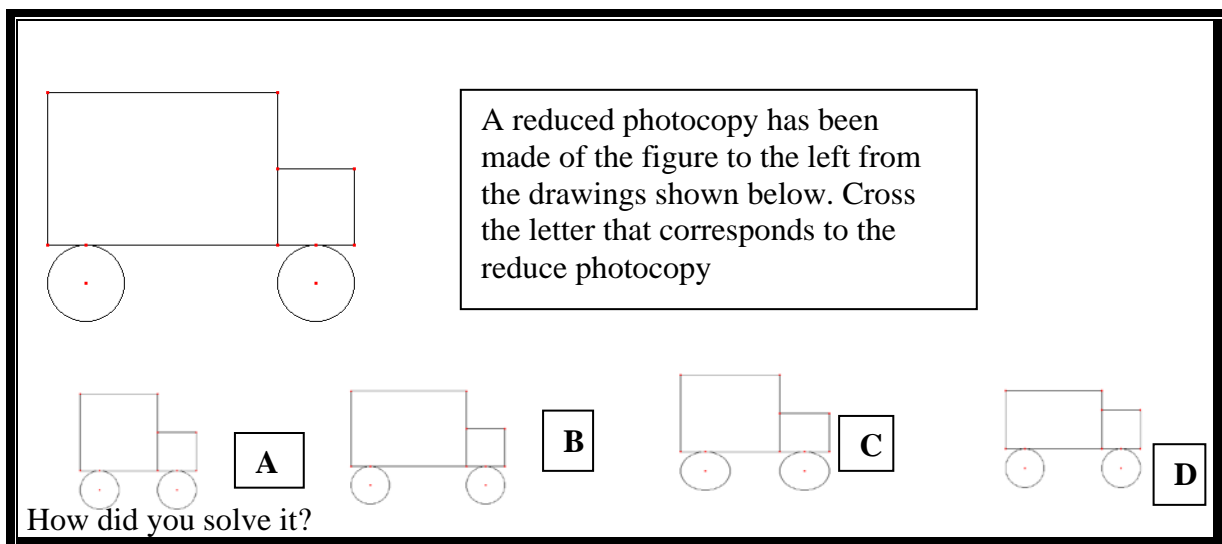 A reduced photocopy has been
made of the figure to the left from
the drawings shown below. Cross
the letter that corresponds to the
reduce photocopy
A
B
C
D
How did you solve it?